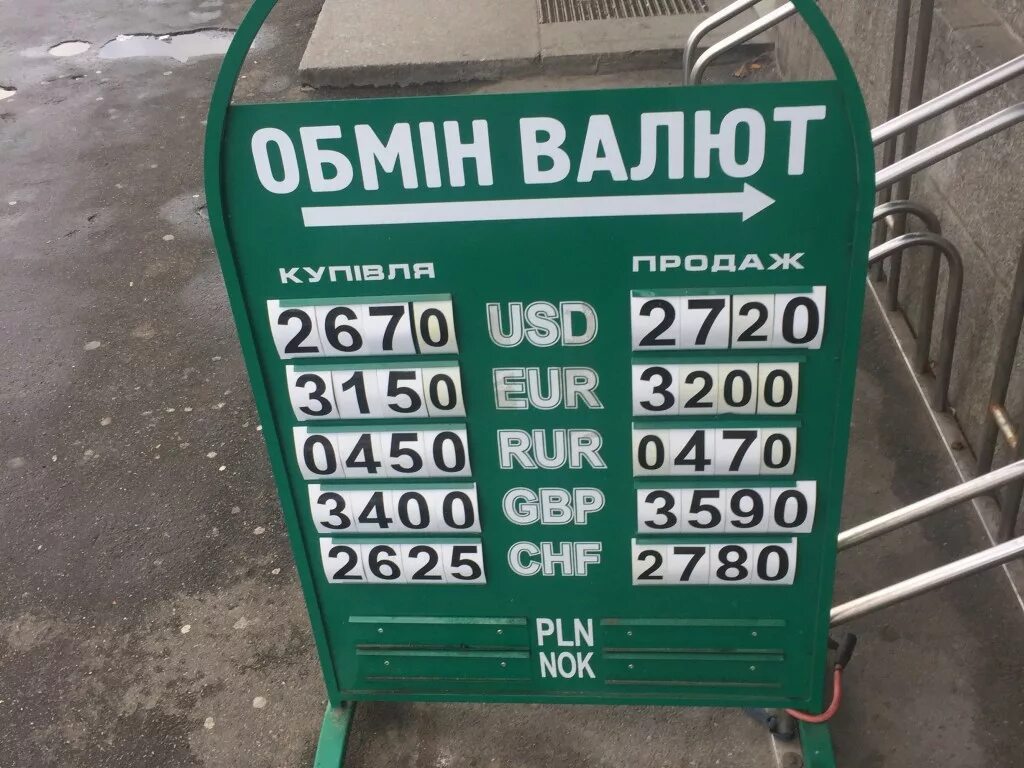 ОБМІН ВАЛЮТ
КУПІВЛЯ ПРОДАЖ
2670 USD 2720
3150 EUR 3200
0450 RUR 0470
3400 GBP 3590
2625 CHF 2780
PLN
NOK